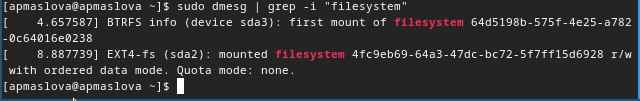 [apmaslova@apmaslova ~]$ sudo dmesg | grep -i "filesystem"
[    4.657587] BTRFS info (device sda3): first mount of filesystem 64d5198b-575f-4e25-a782
-0c64016e0238
[    8.887739] EXT4-fs (sda2): mounted filesystem 4fc9eb69-64a3-47dc-bc72-5f7ff15d6928 r/w
with ordered data mode. Quota mode: none.
[apmaslova@apmaslova ~]$